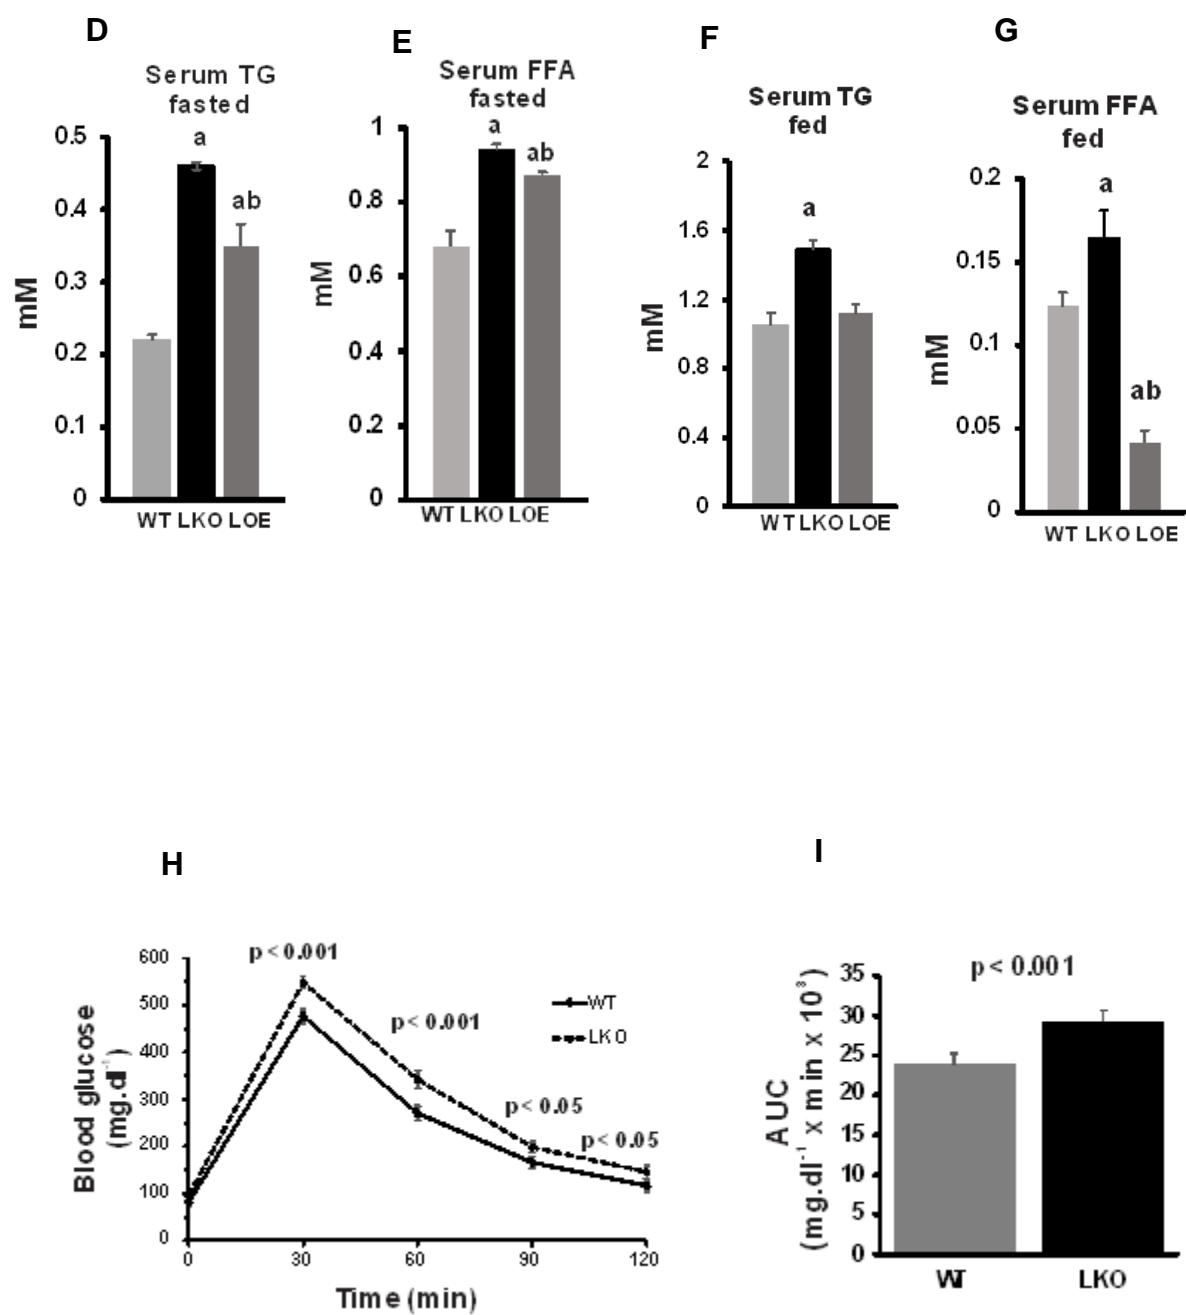 D
Serum TG
fasted
0.5
0.4
0.3
0.2
0.1
0
mM
a
ab
WT LKO LOE
E
Serum FFA
fasted
1
0.8
0.6
0.4
0.2
0
mM
a
ab
WT LKO LOE
F
Serum TG
fed
2
1.6
1.2
0.8
0.4
0
mM
a
WT LKO LOE
G
Serum FFA
fed
0.2
0.15
0.1
0.05
0
mM
a
ab
WT LKO LOE
H
600
500
400
300
200
100
0
Blood glucose
(mg.dl⁻¹)
p < 0.001
p < 0.001
p < 0.05
p < 0.05
WT
LKO
0 30 60 90 120
Time (min)
I
35
30
25
20
15
10
5
0
AUC
(mg.dl⁻¹ x min x 10³)
p < 0.001
WT LKO